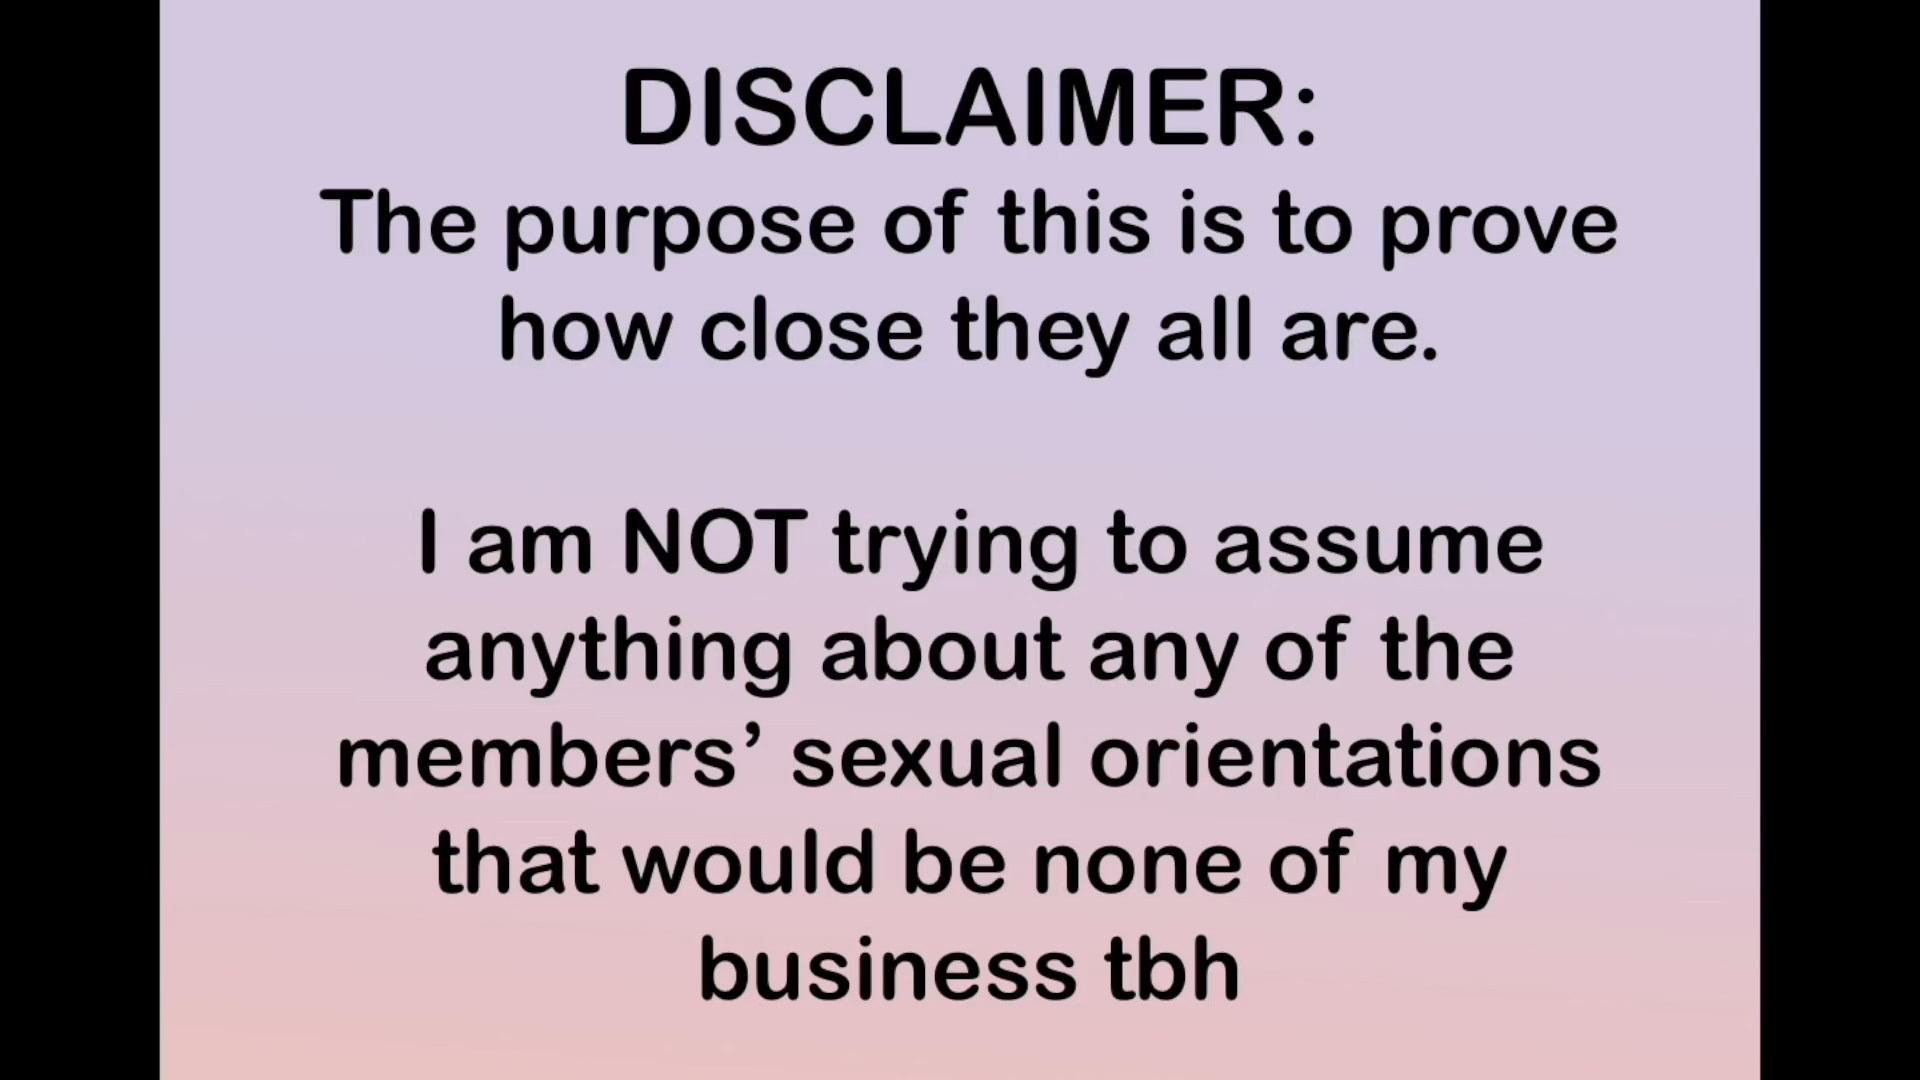 DISCLAIMER:
The purpose of this is to prove
how close they all are.
I am NOT trying to assume
anything about any of the
members’ sexual orientations
that would be none of my
business tbh